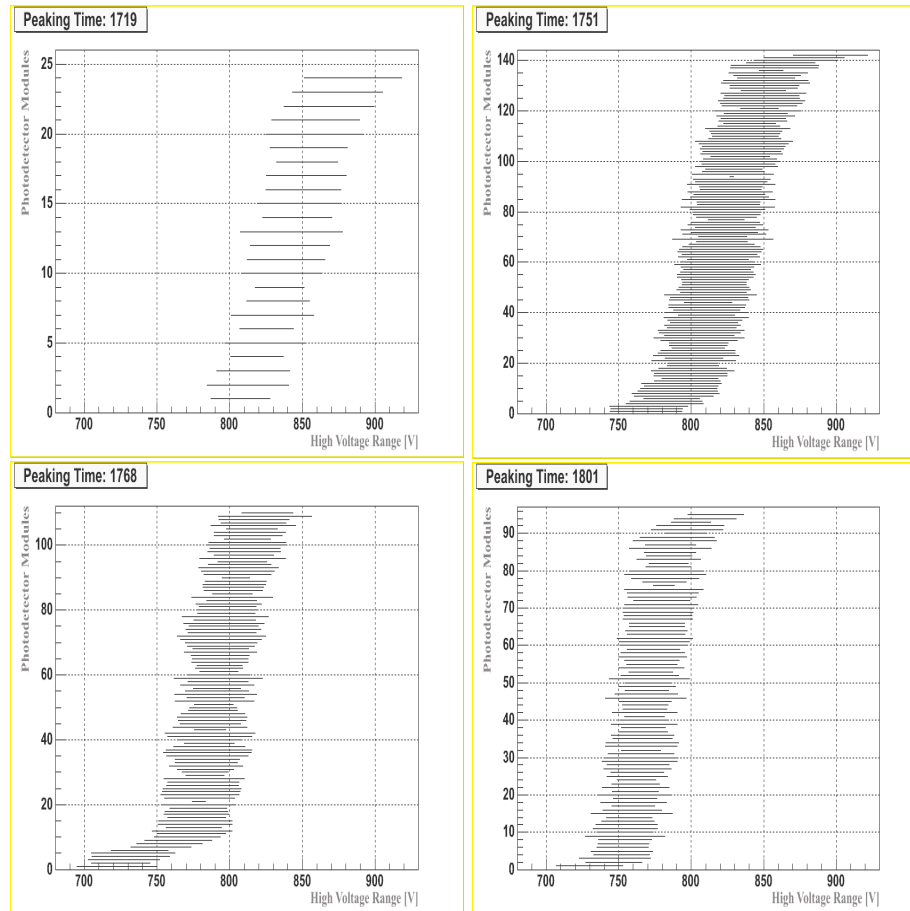 Peaking Time: 1719
Photodetector Modules
25
20
15
10
5
0
700 750 800 850 900
High Voltage Range [V]
Peaking Time: 1751
Photodetector Modules
140
120
100
80
60
40
20
0
700 750 800 850 900
High Voltage Range [V]
Peaking Time: 1768
Photodetector Modules
100
80
60
40
20
0
700 750 800 850 900
High Voltage Range [V]
Peaking Time: 1801
Photodetector Modules
90
80
70
60
50
40
30
20
10
0
700 750 800 850 900
High Voltage Range [V]